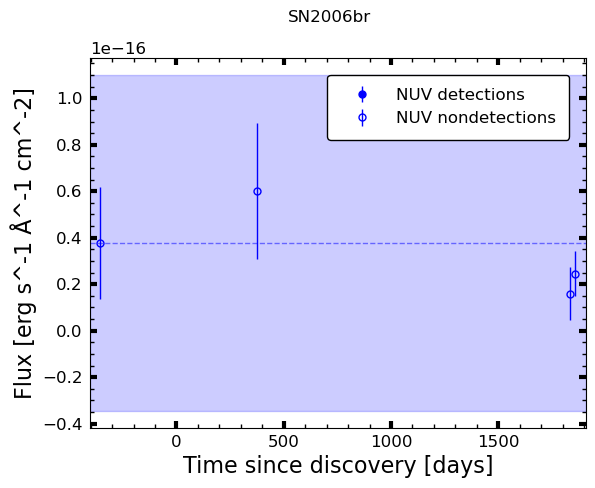 SN2006br
1e−16
NUV detections
NUV nondetections
1.0
0.8
0.6
0.4
0.2
0.0
−0.2
−0.4
Flux [erg s^-1 Å^-1 cm^-2]
0 500 1000 1500
Time since discovery [days]